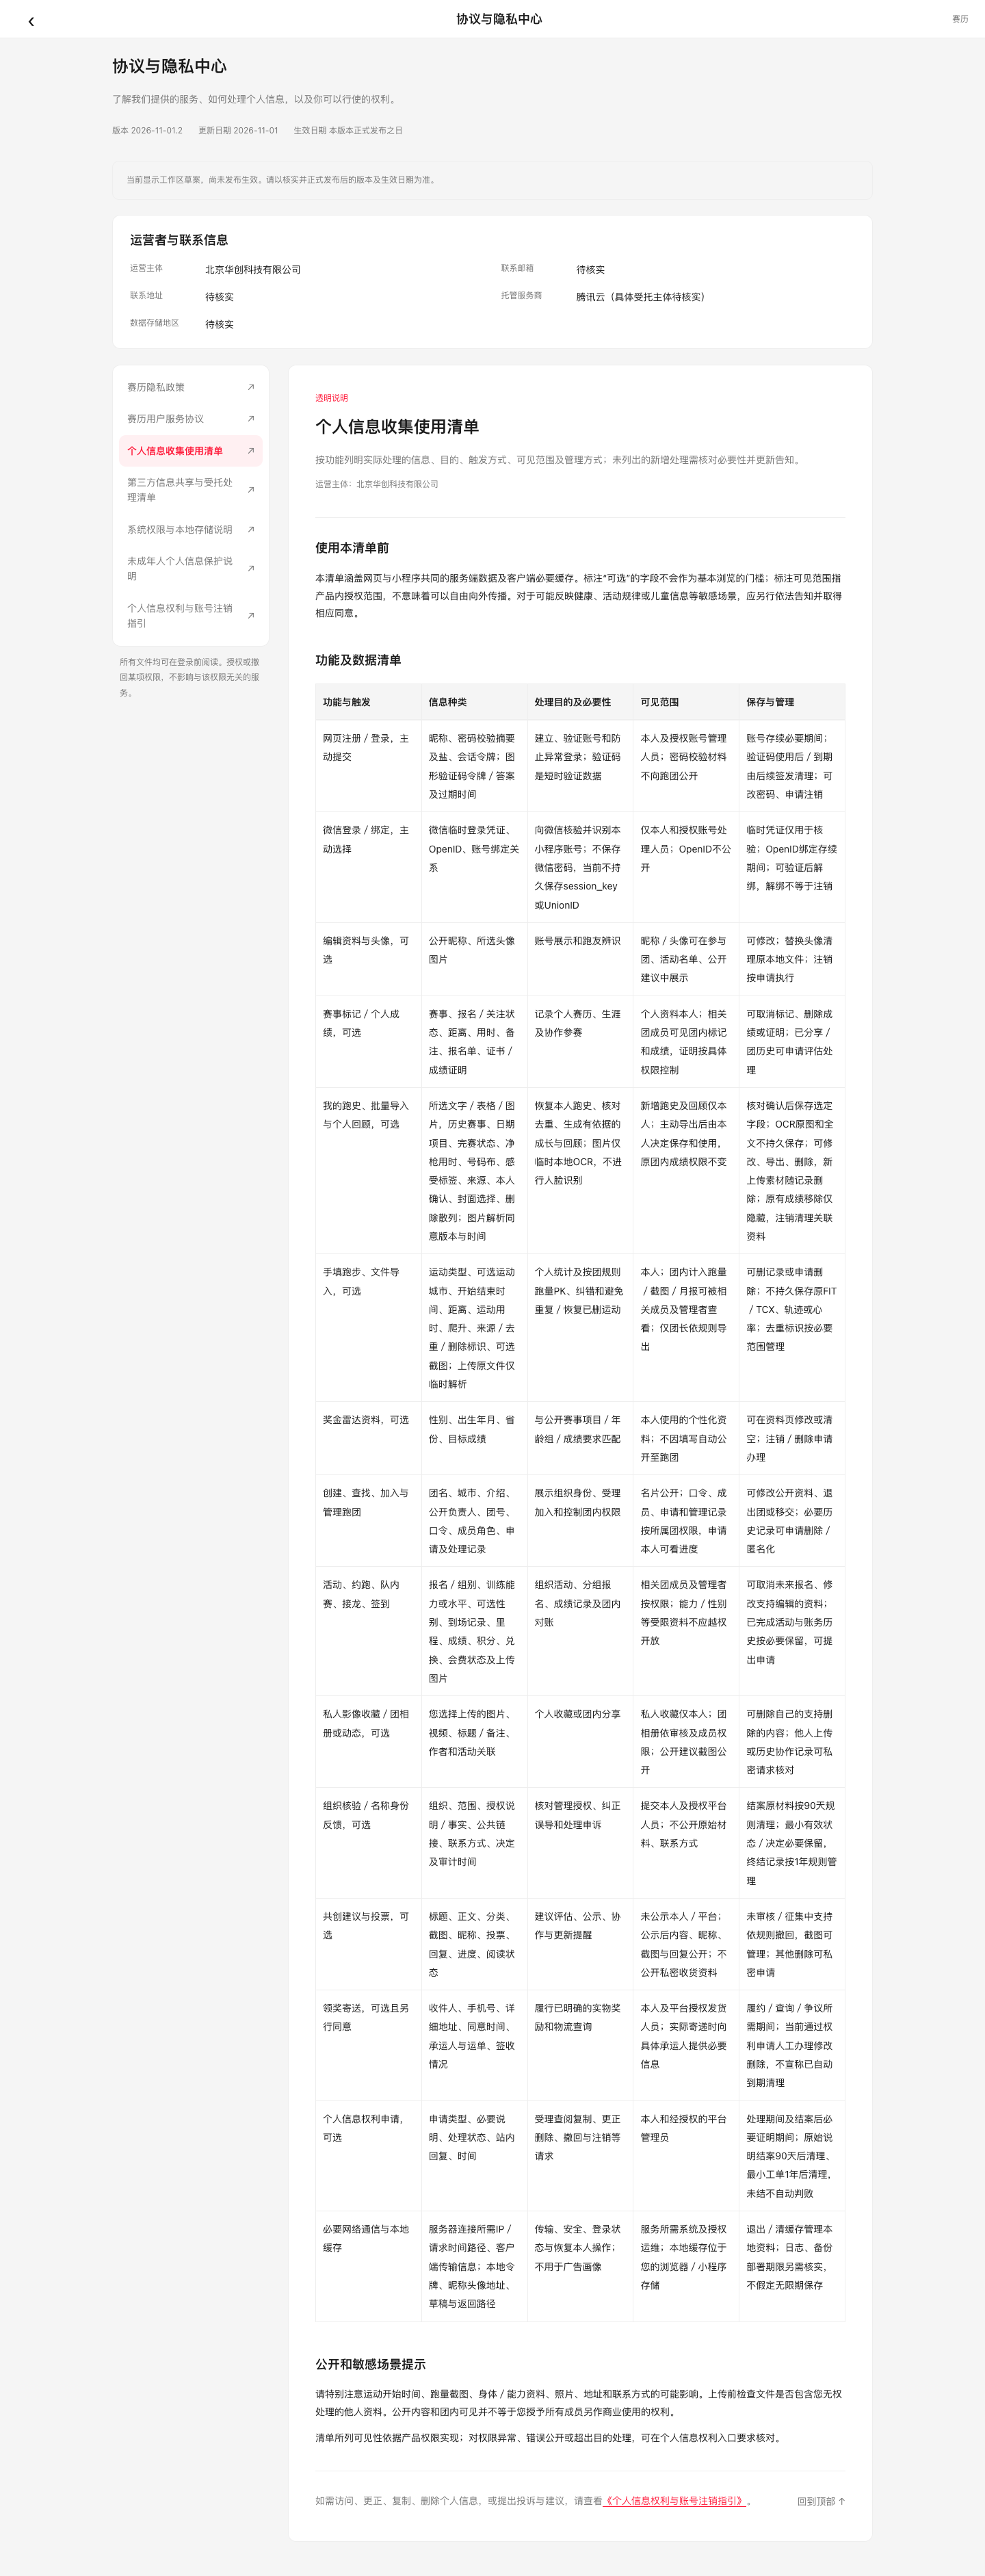 协议与隐私中心
赛历
协议与隐私中心
了解我们提供的服务、如何处理个人信息，以及你可以行使的权利。
版本 2026-11-01.2 更新日期 2026-11-01 生效日期 本版本正式发布之日
当前显示工作区草案，尚未发布生效。请以核实并正式发布后的版本及生效日期为准。
运营者与联系信息
运营主体 北京华创科技有限公司
联系邮箱 待核实
联系地址 待核实
托管服务商 腾讯云（具体受托主体待核实）
数据存储地区 待核实
赛历隐私政策 ↗
赛历用户服务协议 ↗
个人信息收集使用清单 ↗
第三方信息共享与受托处
理清单 ↗
系统权限与本地存储说明 ↗
未成年人个人信息保护说
明 ↗
个人信息权利与账号注销
指引 ↗
所有文件均可在登录前阅读。授权或撤
回某项权限，不影响与该权限无关的服
务。
透明说明
个人信息收集使用清单
按功能列明实际处理的信息、目的、触发方式、可见范围及管理方式；未列出的新增处理需核对必要性并更新告知。
运营主体：北京华创科技有限公司
使用本清单前
本清单涵盖网页与小程序共同的服务端数据及客户端必要缓存。标注“可选”的字段不会作为基本浏览的门槛；标注可见范围指
产品内授权范围，不意味着可以自由向外传播。对于可能反映健康、活动规律或儿童信息等敏感场景，应另行依法告知并取得
相应同意。
功能及数据清单
功能与触发
信息种类
处理目的及必要性
可见范围
保存与管理
网页注册 / 登录，主
动提交
昵称、密码校验摘要
及盐、会话令牌；图
形验证码令牌 / 答案
及过期时间
建立、验证账号和防
止异常登录；验证码
是短时验证数据
本人及授权账号管理
人员；密码校验材料
不向跑团公开
账号存续必要期间；
验证码使用后 / 到期
由后续签发清理；可
改密码、申请注销
微信登录 / 绑定，主
动选择
微信临时登录凭证、
OpenID、账号绑定关
系
向微信核验并识别本
小程序账号；不保存
微信密码，当前不持
久保存session_key
或UnionID
仅本人和授权账号处
理人员；OpenID不公
开
临时凭证仅用于核
验；OpenID绑定存续
期间；可验证后解
绑，解绑不等于注销
编辑资料与头像，可
选
公开昵称、所选头像
图片
账号展示和跑友辨识
昵称 / 头像可在参与
团、活动名单、公开
建议中展示
可修改；替换头像清
理原本地文件；注销
按申请执行
赛事标记 / 个人成
绩，可选
赛事、报名 / 关注状
态、距离、用时、备
注、报名单、证书 /
成绩证明
记录个人赛历、生涯
及协作参赛
个人资料本人；相关
团成员可见团内标记
和成绩，证明按具体
权限控制
可取消标记、删除成
绩或证明；已分享 /
团历史可申请评估处
理
我的跑史、批量导入
与个人回顾，可选
所选文字 / 表格 / 图
片，历史赛事、日期
项目、完赛状态、净
枪用时、号码布、感
受标签、来源、本人
确认、封面选择、删
除散列；图片解析同
意版本与时间
恢复本人跑史、核对
去重、生成有依据的
成长与回顾；图片仅
临时本地OCR，不进
行人脸识别
新增跑史及回顾仅本
人；主动导出后由本
人决定保存和使用，
原团内成绩权限不变
核对确认后保存选定
字段；OCR原图和全
文不持久保存；可修
改、导出、删除，新
上传素材随记录删
除；原有成绩移除仅
隐藏，注销清理关联
资料
手填跑步、文件导
入，可选
运动类型、可选运动
城市、开始结束时
间、距离、运动用
时、爬升、来源 / 去
重 / 删除标识、可选
截图；上传原文件仅
临时解析
个人统计及按团规则
跑量PK、纠错和避免
重复 / 恢复已删运动
本人；团内计入跑量
/ 截图 / 月报可被相
关成员及管理者查
看；仅团长依规则导
出
可删记录或申请删
除；不持久保存原FIT
/ TCX、轨迹或心
率；去重标识按必要
范围管理
奖金雷达资料，可选
性别、出生年月、省
份、目标成绩
与公开赛事项目 / 年
龄组 / 成绩要求匹配
本人使用的个性化资
料；不因填写自动公
开至跑团
可在资料页修改或清
空；注销 / 删除申请
办理
创建、查找、加入与
管理跑团
团名、城市、介绍、
公开负责人、团号、
口令、成员角色、申
请及处理记录
展示组织身份、受理
加入和控制团内权限
名片公开；口令、成
员、申请和管理记录
按所属团权限，申请
本人可看进度
可修改公开资料、退
出团或移交；必要历
史记录可申请删除 /
匿名化
活动、约跑、队内
赛、接龙、签到
报名 / 组别、训练能
力或水平、可选性
别、到场记录、里
程、成绩、积分、兑
换、会费状态及上传
图片
组织活动、分组报
名、成绩记录及团内
对账
相关团成员及管理者
按权限；能力 / 性别
等受限资料不应越权
开放
可取消未来报名、修
改支持编辑的资料；
已完成活动与账务历
史按必要保留，可提
出申请
私人影像收藏 / 团相
册或动态，可选
您选择上传的图片、
视频、标题 / 备注、
作者和活动关联
个人收藏或团内分享
私人收藏仅本人；团
相册依审核及成员权
限；公开建议截图公
开
可删除自己的支持删
除的内容；他人上传
或历史协作记录可私
密请求核对
组织核验 / 名称身份
反馈，可选
组织、范围、授权说
明 / 事实、公共链
接、联系方式、决定
及审计时间
核对管理授权、纠正
误导和处理申诉
提交本人及授权平台
人员；不公开原始材
料、联系方式
结案原材料按90天规
则清理；最小有效状
态 / 决定必要保留，
终结记录按1年规则管
理
共创建议与投票，可
选
标题、正文、分类、
截图、昵称、投票、
回复、进度、阅读状
态
建议评估、公示、协
作与更新提醒
未公示本人 / 平台；
公示后内容、昵称、
截图与回复公开；不
公开私密收货资料
未审核 / 征集中支持
依规则撤回，截图可
管理；其他删除可私
密申请
领奖寄送，可选且另
行同意
收件人、手机号、详
细地址、同意时间、
承运人与运单、签收
情况
履行已明确的实物奖
励和物流查询
本人及平台授权发货
人员；实际寄递时向
具体承运人提供必要
信息
履约 / 查询 / 争议所
需期间；当前通过权
利申请人工办理修改
删除，不宣称已自动
到期清理
个人信息权利申请，
可选
申请类型、必要说
明、处理状态、站内
回复、时间
受理查阅复制、更正
删除、撤回与注销等
请求
本人和经授权的平台
管理员
处理期间及结案后必
要证明期间；原始说
明结案90天后清理、
最小工单1年后清理，
未结不自动判败
必要网络通信与本地
缓存
服务器连接所需IP /
请求时间路径、客户
端传输信息；本地令
牌、昵称头像地址、
草稿与返回路径
传输、安全、登录状
态与恢复本人操作；
不用于广告画像
服务所需系统及授权
运维；本地缓存位于
您的浏览器 / 小程序
存储
退出 / 清缓存管理本
地资料；日志、备份
部署期限另需核实，
不假定无限期保存
公开和敏感场景提示
请特别注意运动开始时间、跑量截图、身体 / 能力资料、照片、地址和联系方式的可能影响。上传前检查文件是否包含您无权
处理的他人资料。公开内容和团内可见并不等于您授予所有成员另作商业使用的权利。
清单所列可见性依据产品权限实现；对权限异常、错误公开或超出目的处理，可在个人信息权利入口要求核对。
如需访问、更正、复制、删除个人信息，或提出投诉与建议，请查看《个人信息权利与账号注销指引》。
回到顶部 ↑